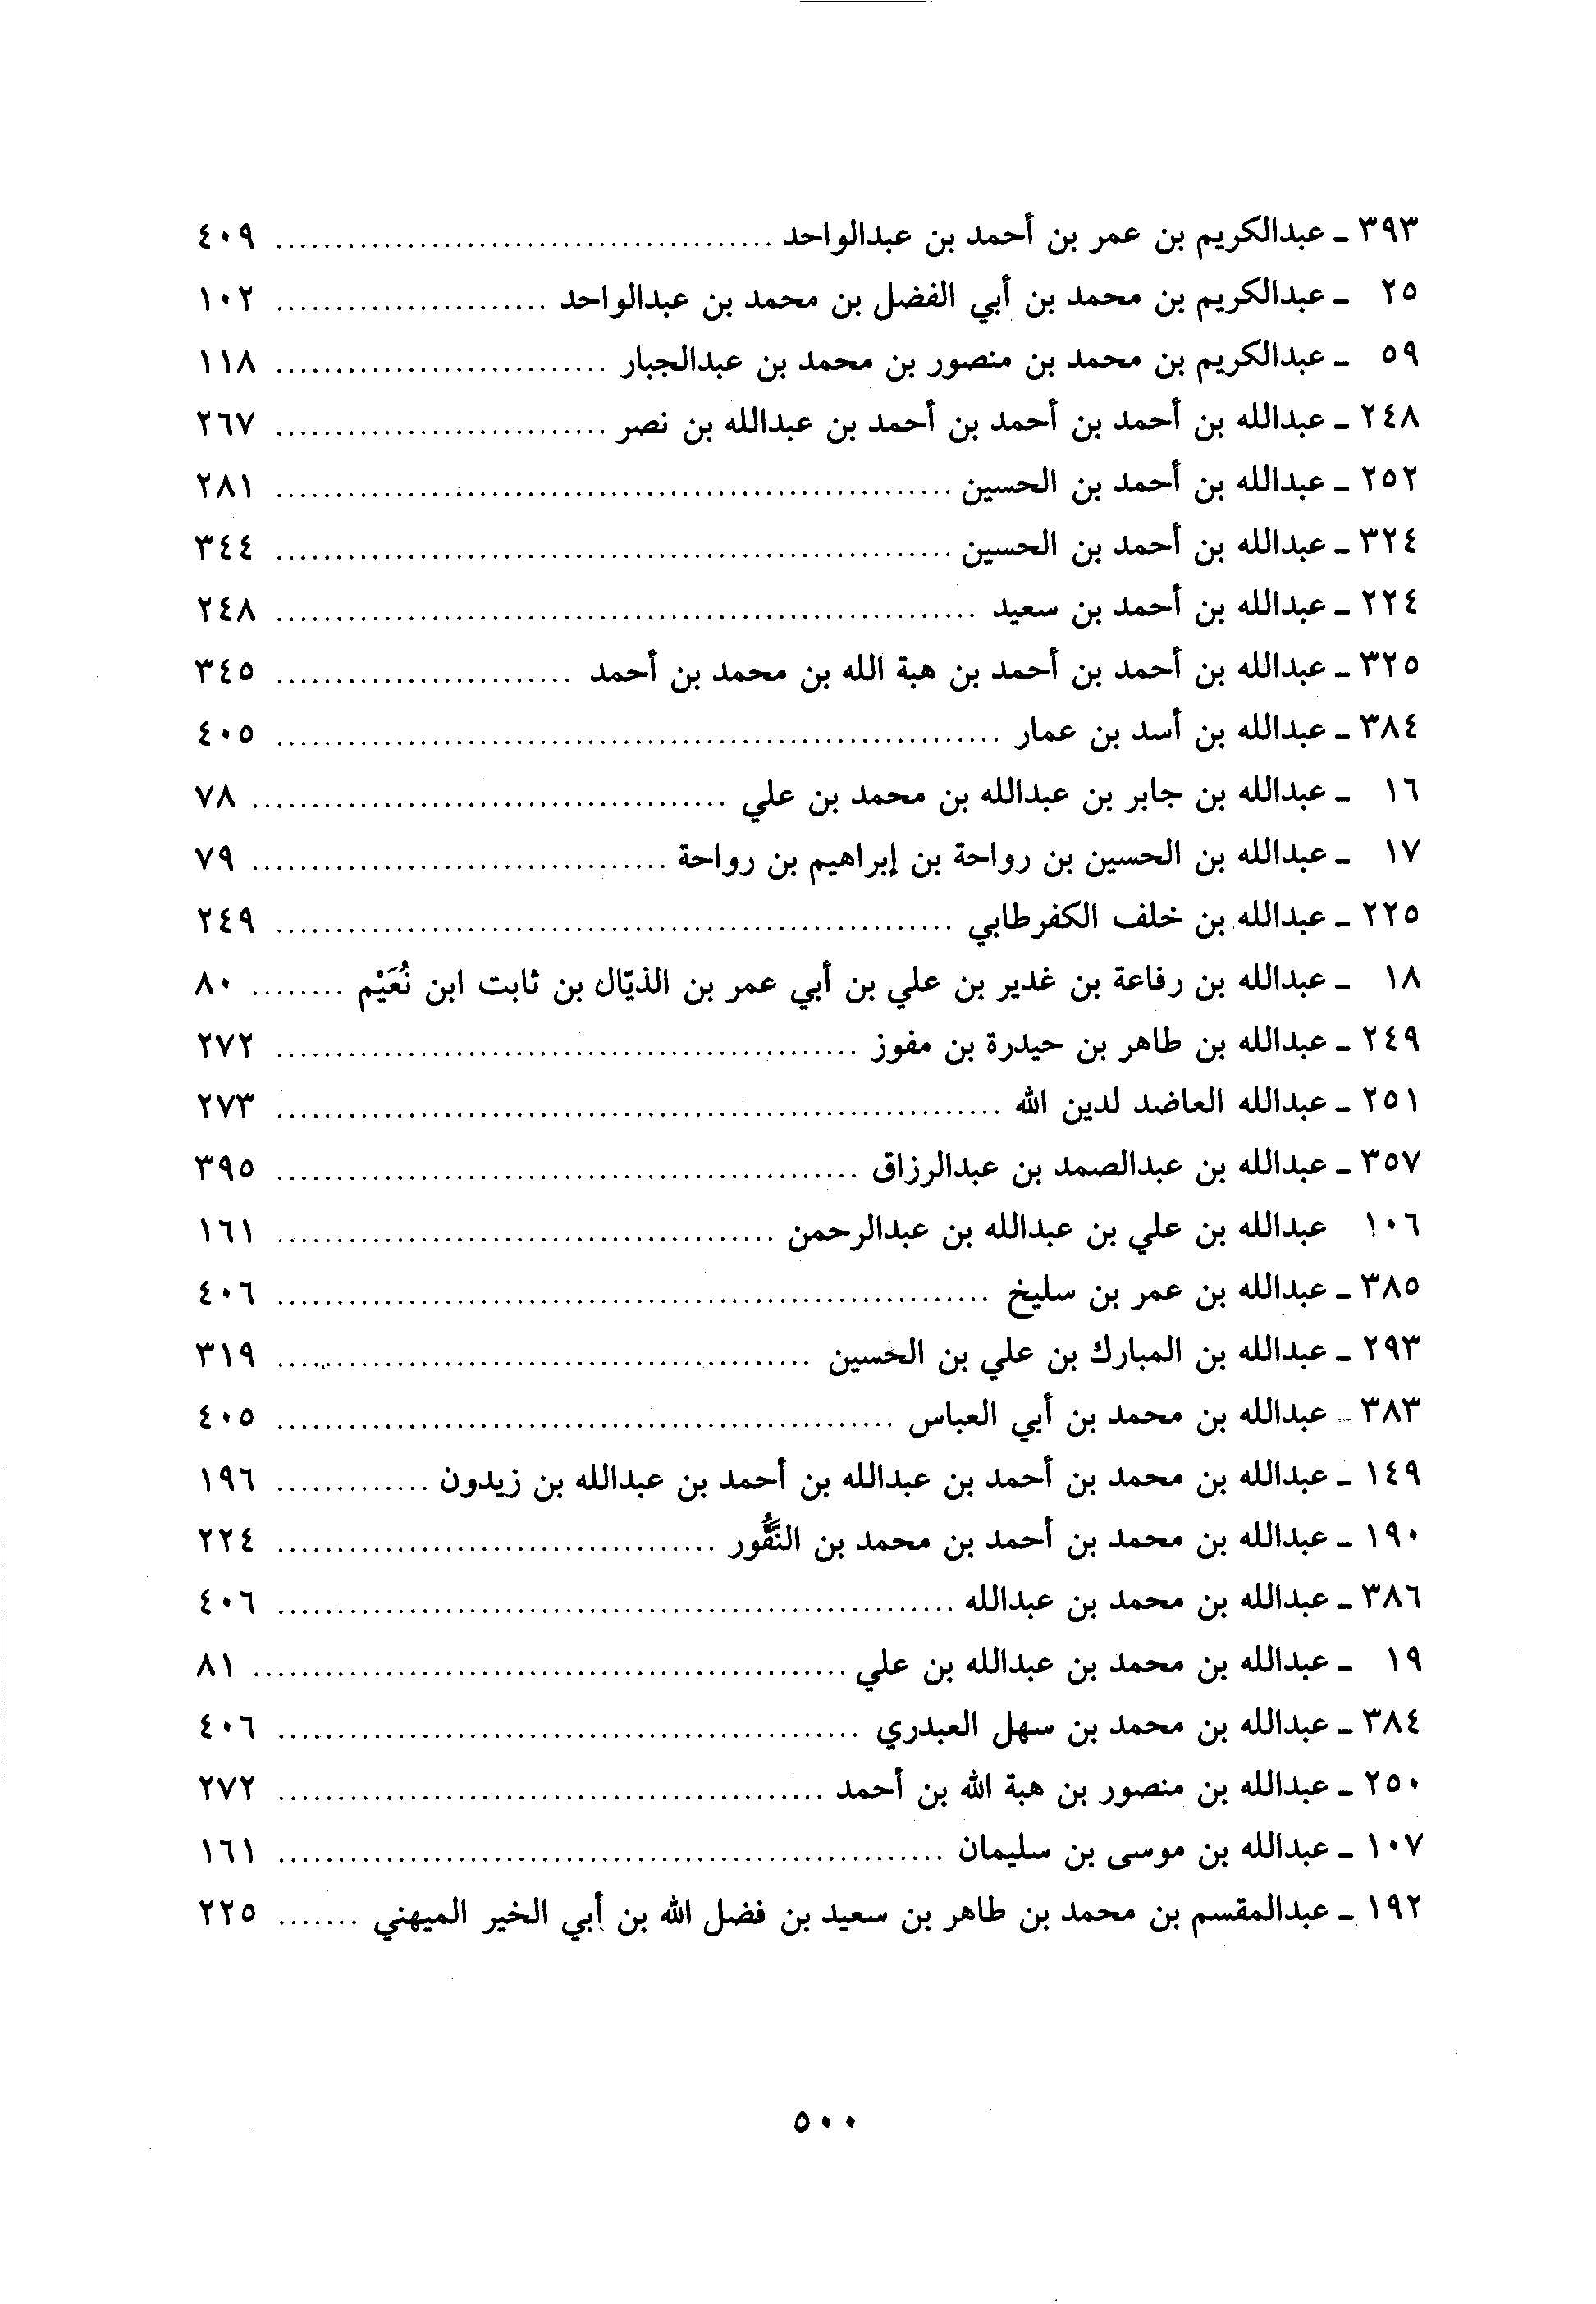 ٣٩٣ ـ عبدالكريم بن عمر بن أحمد بن عبدالواحد ........ ٤٠٩
٢٥ ـ عبدالكريم بن محمد بن أبي الفضل بن محمد بن عبدالواحد ........ ١٠٢
٥٩ ـ عبدالكريم بن محمد بن منصور بن محمد بن عبدالجبار ........ ١١٨
٢٤٨ ـ عبدالله بن أحمد بن أحمد بن أحمد بن عبدالله بن نصر ........ ٢٦٧
٢٥٢ ـ عبدالله بن أحمد بن الحسين ........ ٢٨١
٣٢٤ ـ عبدالله بن أحمد بن الحسين ........ ٣٤٤
٢٢٤ ـ عبدالله بن أحمد بن سعيد ........ ٢٤٨
٣٢٥ ـ عبدالله بن أحمد بن أحمد بن هبة الله بن محمد بن أحمد ........ ٣٤٥
٣٨٤ ـ عبدالله بن أسد بن عمار ........ ٤٠٥
١٦ ـ عبدالله بن جابر بن عبدالله بن محمد بن علي ........ ٧٨
١٧ ـ عبدالله بن الحسين بن رواحة بن إبراهيم بن رواحة ........ ٧٩
٢٢٥ ـ عبدالله بن خلف الكفرطابي ........ ٢٤٩
١٨ ـ عبدالله بن رفاعة بن غدير بن علي بن أبي عمر بن الذيّال بن ثابت ابن نُعَيْم ........ ٨٠
٢٤٩ ـ عبدالله بن طاهر بن حيدرة بن مفوز ........ ٢٧٢
٢٥١ ـ عبدالله العاضد لدين الله ........ ٢٧٣
٣٥٧ ـ عبدالله بن عبدالصمد بن عبدالرزاق ........ ٣٩٥
١٠٦ عبدالله بن علي بن عبدالله بن عبدالرحمن ........ ١٦١
٣٨٥ ـ عبدالله بن عمر بن سليخ ........ ٤٠٦
٢٩٣ ـ عبدالله بن المبارك بن علي بن الحسين ........ ٣١٩
٣٨٣ ـ عبدالله بن محمد بن أبي العباس ........ ٤٠٥
١٤٩ ـ عبدالله بن محمد بن أحمد بن عبدالله بن أحمد بن عبدالله بن زيدون ........ ١٩٦
١٩٠ ـ عبدالله بن محمد بن أحمد بن محمد بن النَّقُّور ........ ٢٢٤
٣٨٦ ـ عبدالله بن محمد بن عبدالله ........ ٤٠٦
١٩ ـ عبدالله بن محمد بن عبدالله بن علي ........ ٨١
٣٨٤ ـ عبدالله بن محمد بن سهل العبدري ........ ٤٠٦
٢٥٠ ـ عبدالله بن منصور بن هبة الله بن أحمد ........ ٢٧٢
١٠٧ ـ عبدالله بن موسى بن سليمان ........ ١٦١
١٩٢ ـ عبدالمقسم بن محمد بن طاهر بن سعيد بن فضل الله بن أبي الخير الميهني ........ ٢٢٥
٥٠٠